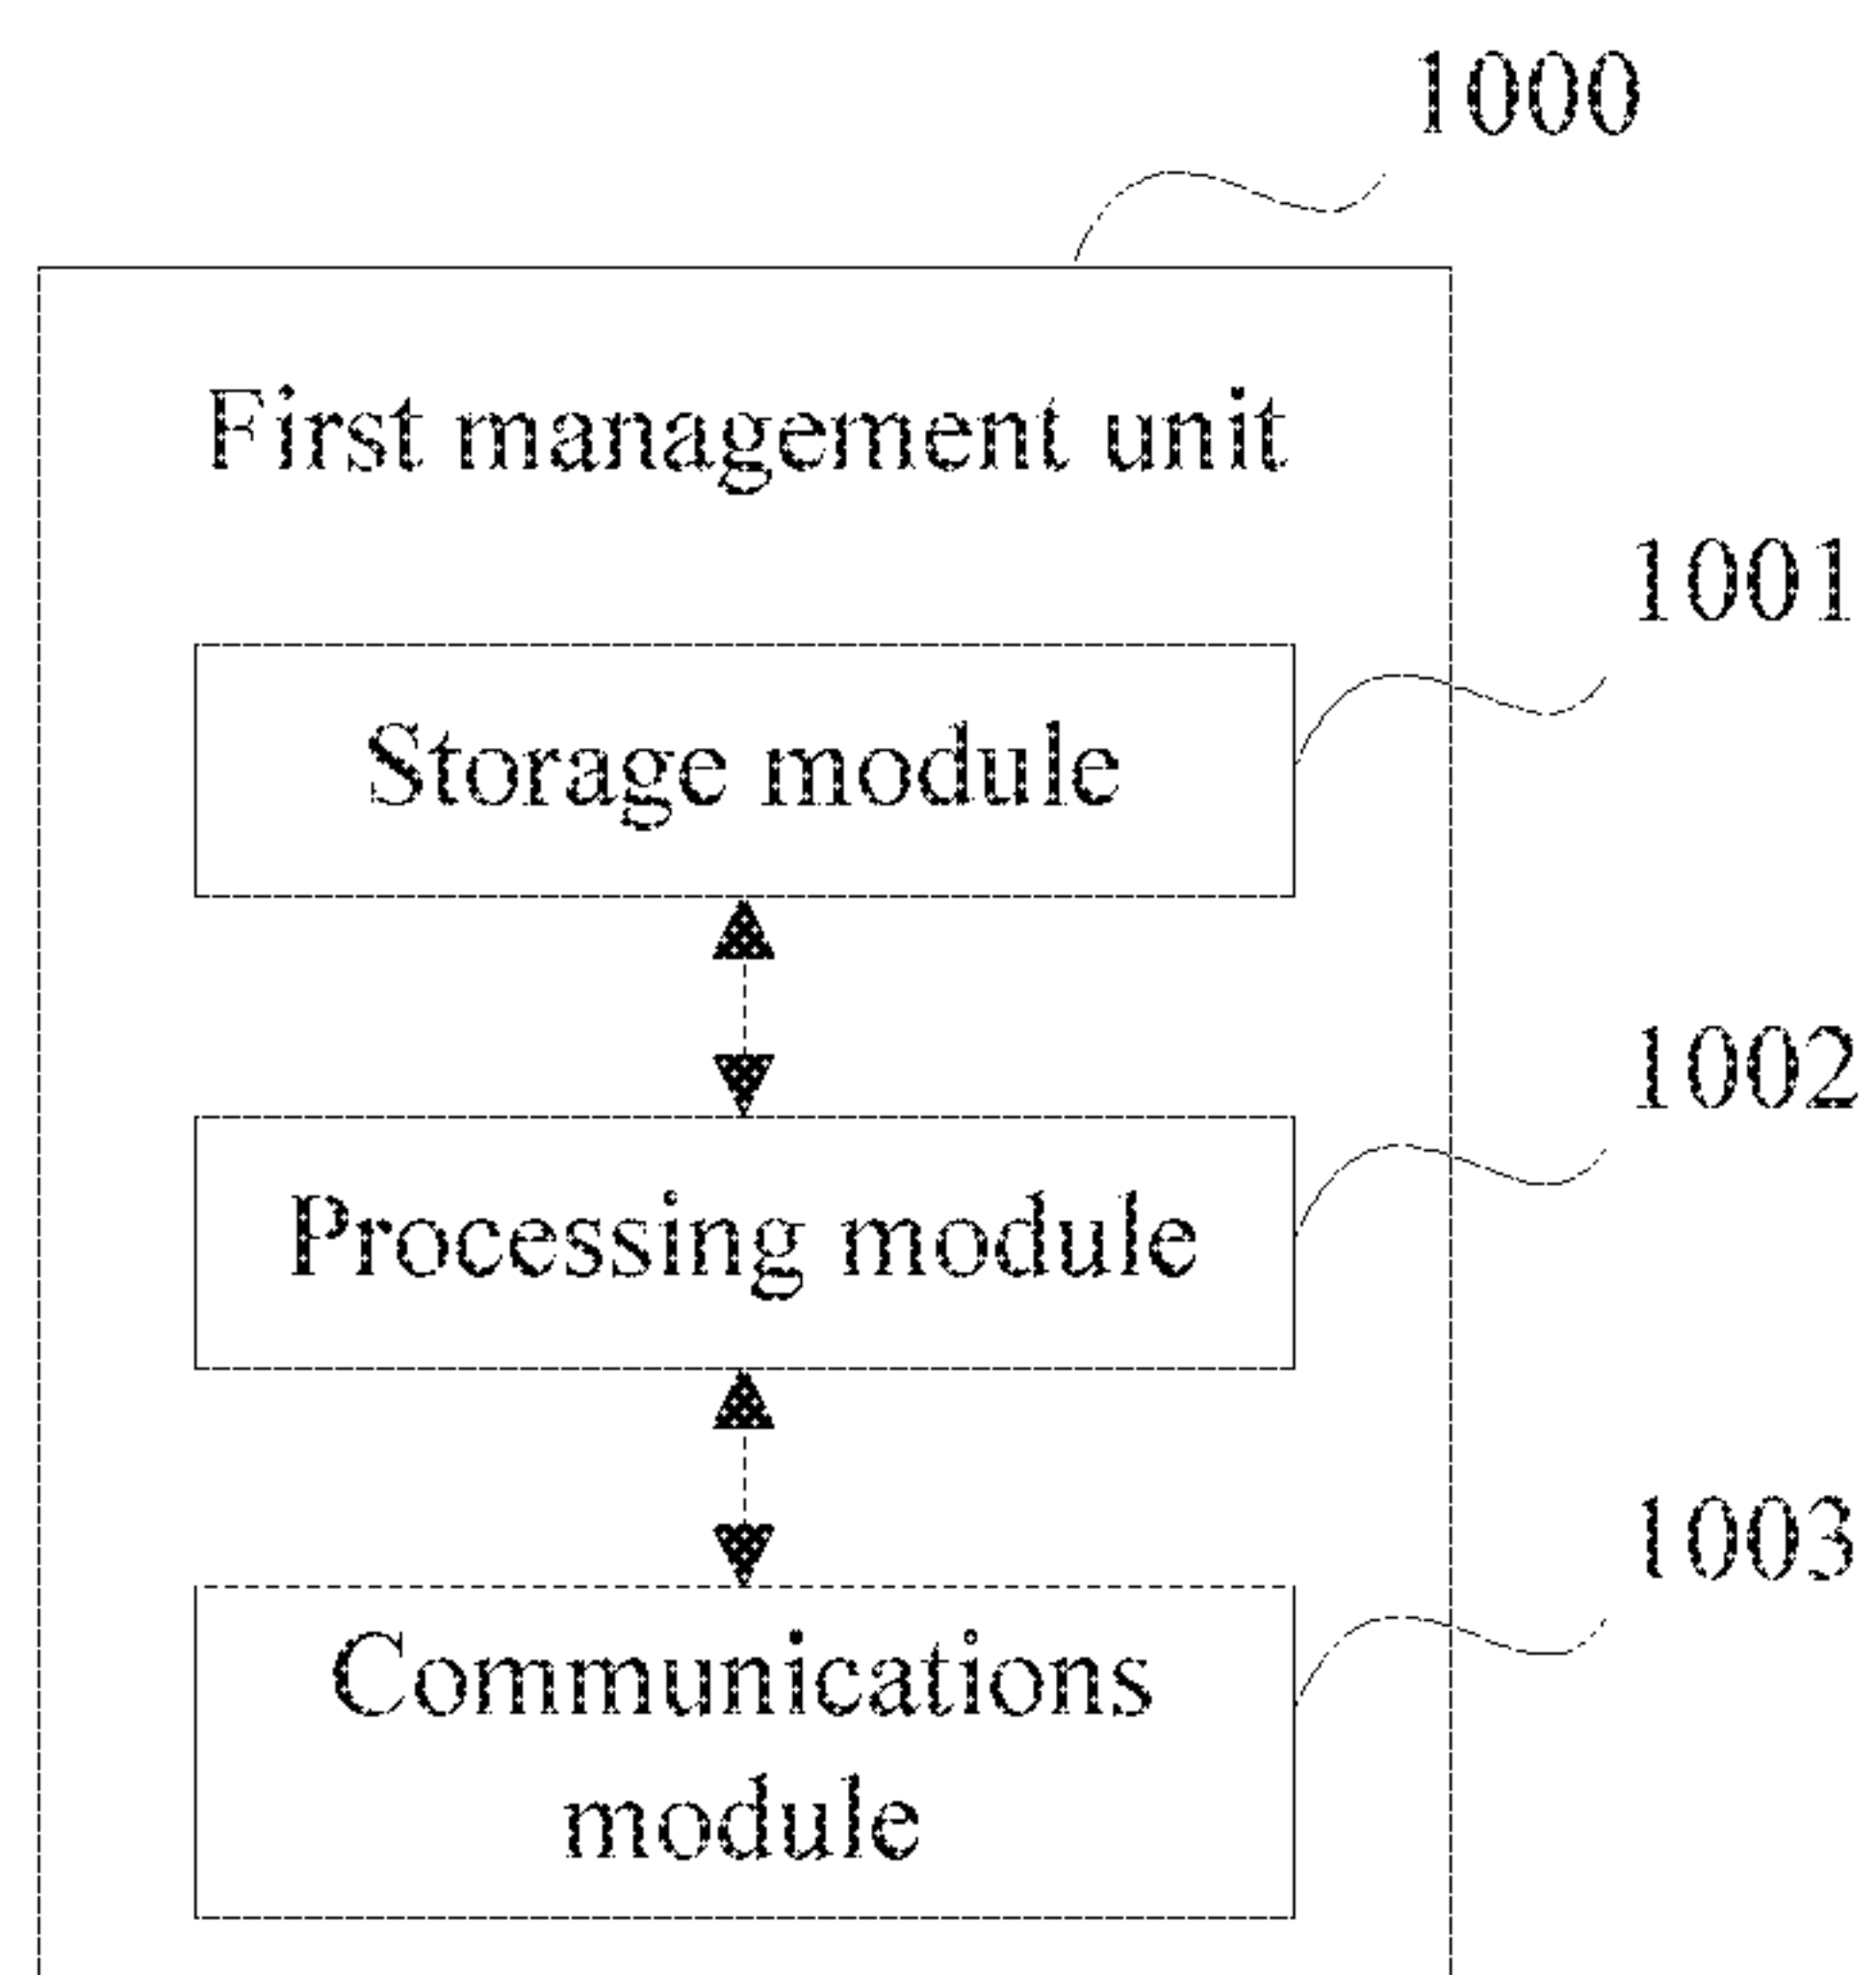 1000
First management unit
1001
Storage module
1002
Processing module
1003
Communications
module